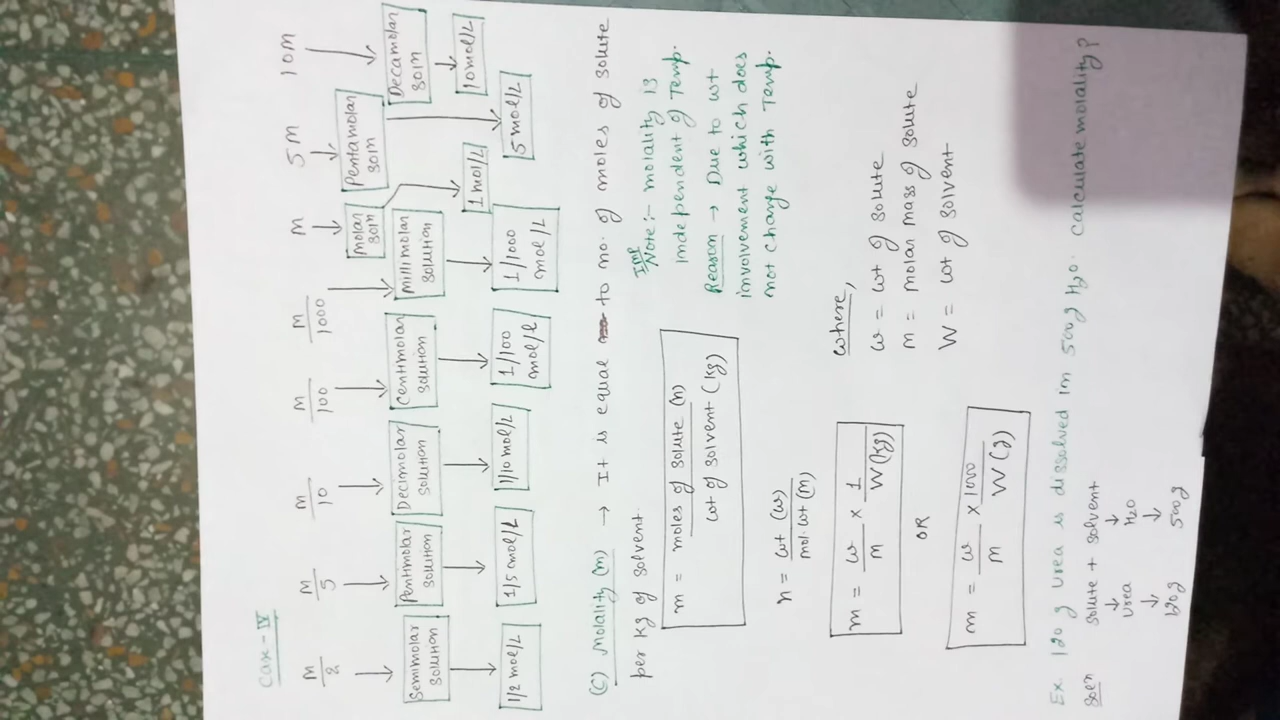 Case-IV
M/2 M/5 M/10 M/100 M/1000 M 5M 10M
↓ ↓ ↓ ↓ ↓ ↓ ↓ ↓
Semimolar solution Pentimolar solution Decimolar solution Centimolar solution Millimolar solution Molar soln Pentamolar soln Decamolar soln
↓ ↓ ↓ ↓ ↓ ↓ ↓ ↓
1/2 mol/L 1/5 mol/L 1/10 mol/L 1/100 mol/l 1/1000 mol/L 1 mol/L 5 mol/L 10 mol/L
(C) Molality (m) → It is equal to no. of moles of solute
per kg of solvent.
m = moles of solute (n) / wt of solvent (kg)
Imp
Note :- molality is
independent of Temp.
Reason → Due to wt
involvement which does
not change with Temp.
n = wt (w) / mol. wt (m)
m = w/m × 1/W(kg)
OR
m = w/m × 1000/W(g)
where,
w = wt of solute
m = molar mass of solute
W = wt of solvent
Ex. 120 g urea is dissolved in 500g H2O. calculate molality?
Soln Solute + Solvent
↓ ↓
Urea H2O
↓ ↓
120g 500g